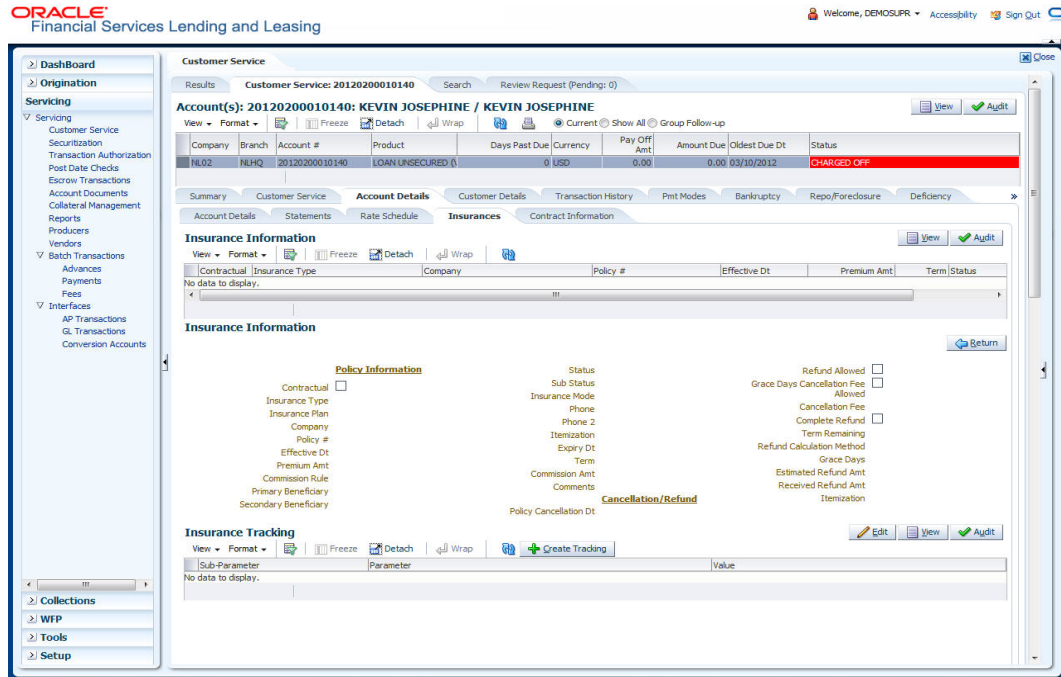 ORACLE
Financial Services Lending and Leasing
Welcome, DEMOSUPR Accessibility Sign Out
Close
DashBoard
Origination
Servicing
Servicing
Customer Service
Securitization
Transaction Authorization
Post Date Checks
Escrow Transactions
Account Documents
Collateral Management
Reports
Producers
Vendors
Batch Transactions
Advances
Payments
Fees
Interfaces
AP Transactions
GL Transactions
Conversion Accounts
Collections
WFP
Tools
Setup
Customer Service
Results Customer Service: 20120200010140 Search Review Request (Pending: 0)
Account(s): 20120200010140: KEVIN JOSEPHINE / KEVIN JOSEPHINE
View Audit
View Format Freeze Detach Wrap Current Show All Group Follow-up
Company Branch Account # Product Days Past Due Currency Pay Off Amt Amount Due Oldest Due Dt Status
NL02 NLHQ 20120200010140 LOAN UNSECURED (V 0 USD 0.00 0.00 03/10/2012 CHARGED OFF
Summary Customer Service Account Details Customer Details Transaction History Pmt Modes Bankruptcy Repo/Foreclosure Deficiency »
Account Details Statements Rate Schedule Insurances Contract Information
Insurance Information
View Audit
View Format Freeze Detach Wrap
Contractual Insurance Type Company Policy # Effective Dt Premium Amt Term Status
No data to display.
Insurance Information
Return
Policy Information
Contractual
Insurance Type
Insurance Plan
Company
Policy #
Effective Dt
Premium Amt
Commission Rule
Primary Beneficiary
Secondary Beneficiary
Status
Sub Status
Insurance Mode
Phone
Phone 2
Itemization
Expiry Dt
Term
Commission Amt
Comments
Cancellation/Refund
Policy Cancellation Dt
Refund Allowed
Grace Days Cancellation Fee Allowed
Cancellation Fee
Complete Refund
Term Remaining
Refund Calculation Method
Grace Days
Estimated Refund Amt
Received Refund Amt
Itemization
Insurance Tracking
Edit View Audit
View Format Freeze Detach Wrap Create Tracking
Sub-Parameter Parameter Value
No data to display.